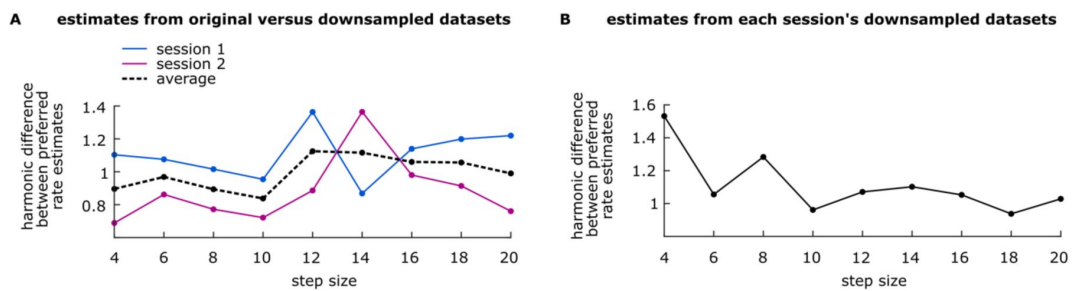 A estimates from original versus downsampled datasets
session 1
session 2
average
harmonic difference
between preferred
rate estimates
1.4
1.2
1
0.8
4 6 8 10 12 14 16 18 20
step size
B estimates from each session's downsampled datasets
harmonic difference
between preferred
rate estimates
1.6
1.4
1.2
1
4 6 8 10 12 14 16 18 20
step size